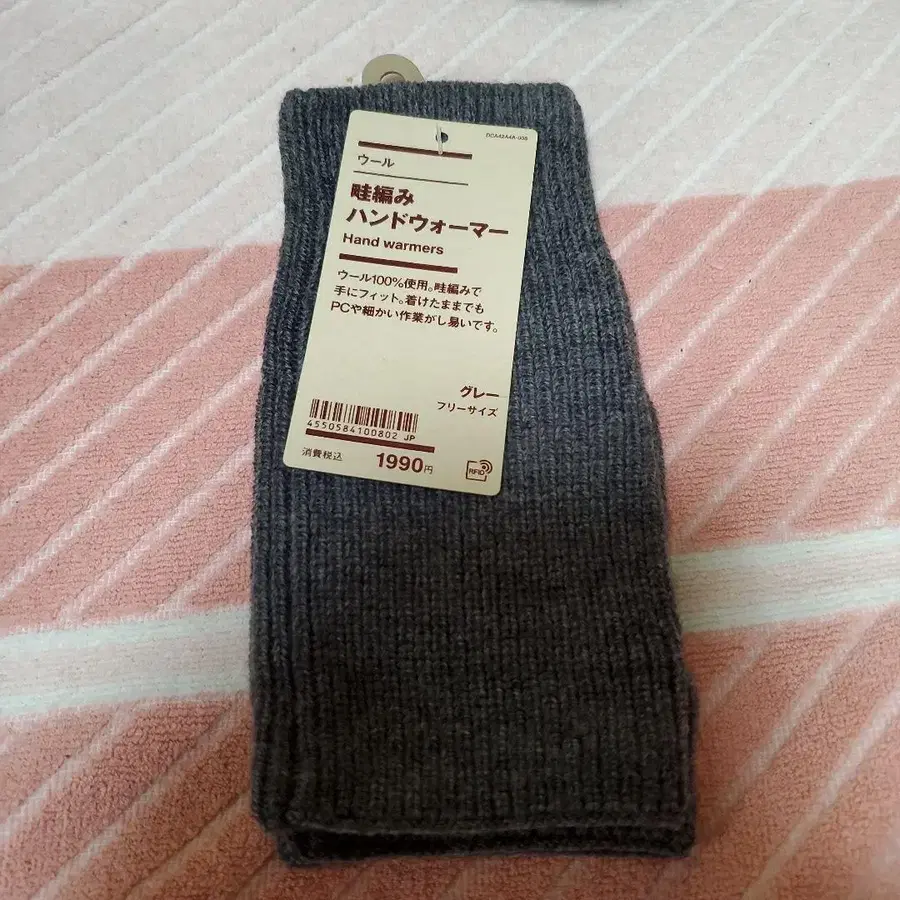 ウール
畦編み
ハンドウォーマー
Hand warmers
ウール100%使用。畦編みで
手にフィット。着けたままでも
PCや細かい作業がし易いです。
グレー
フリーサイズ
4550584100802 JP
消費税込 1990円
RFID